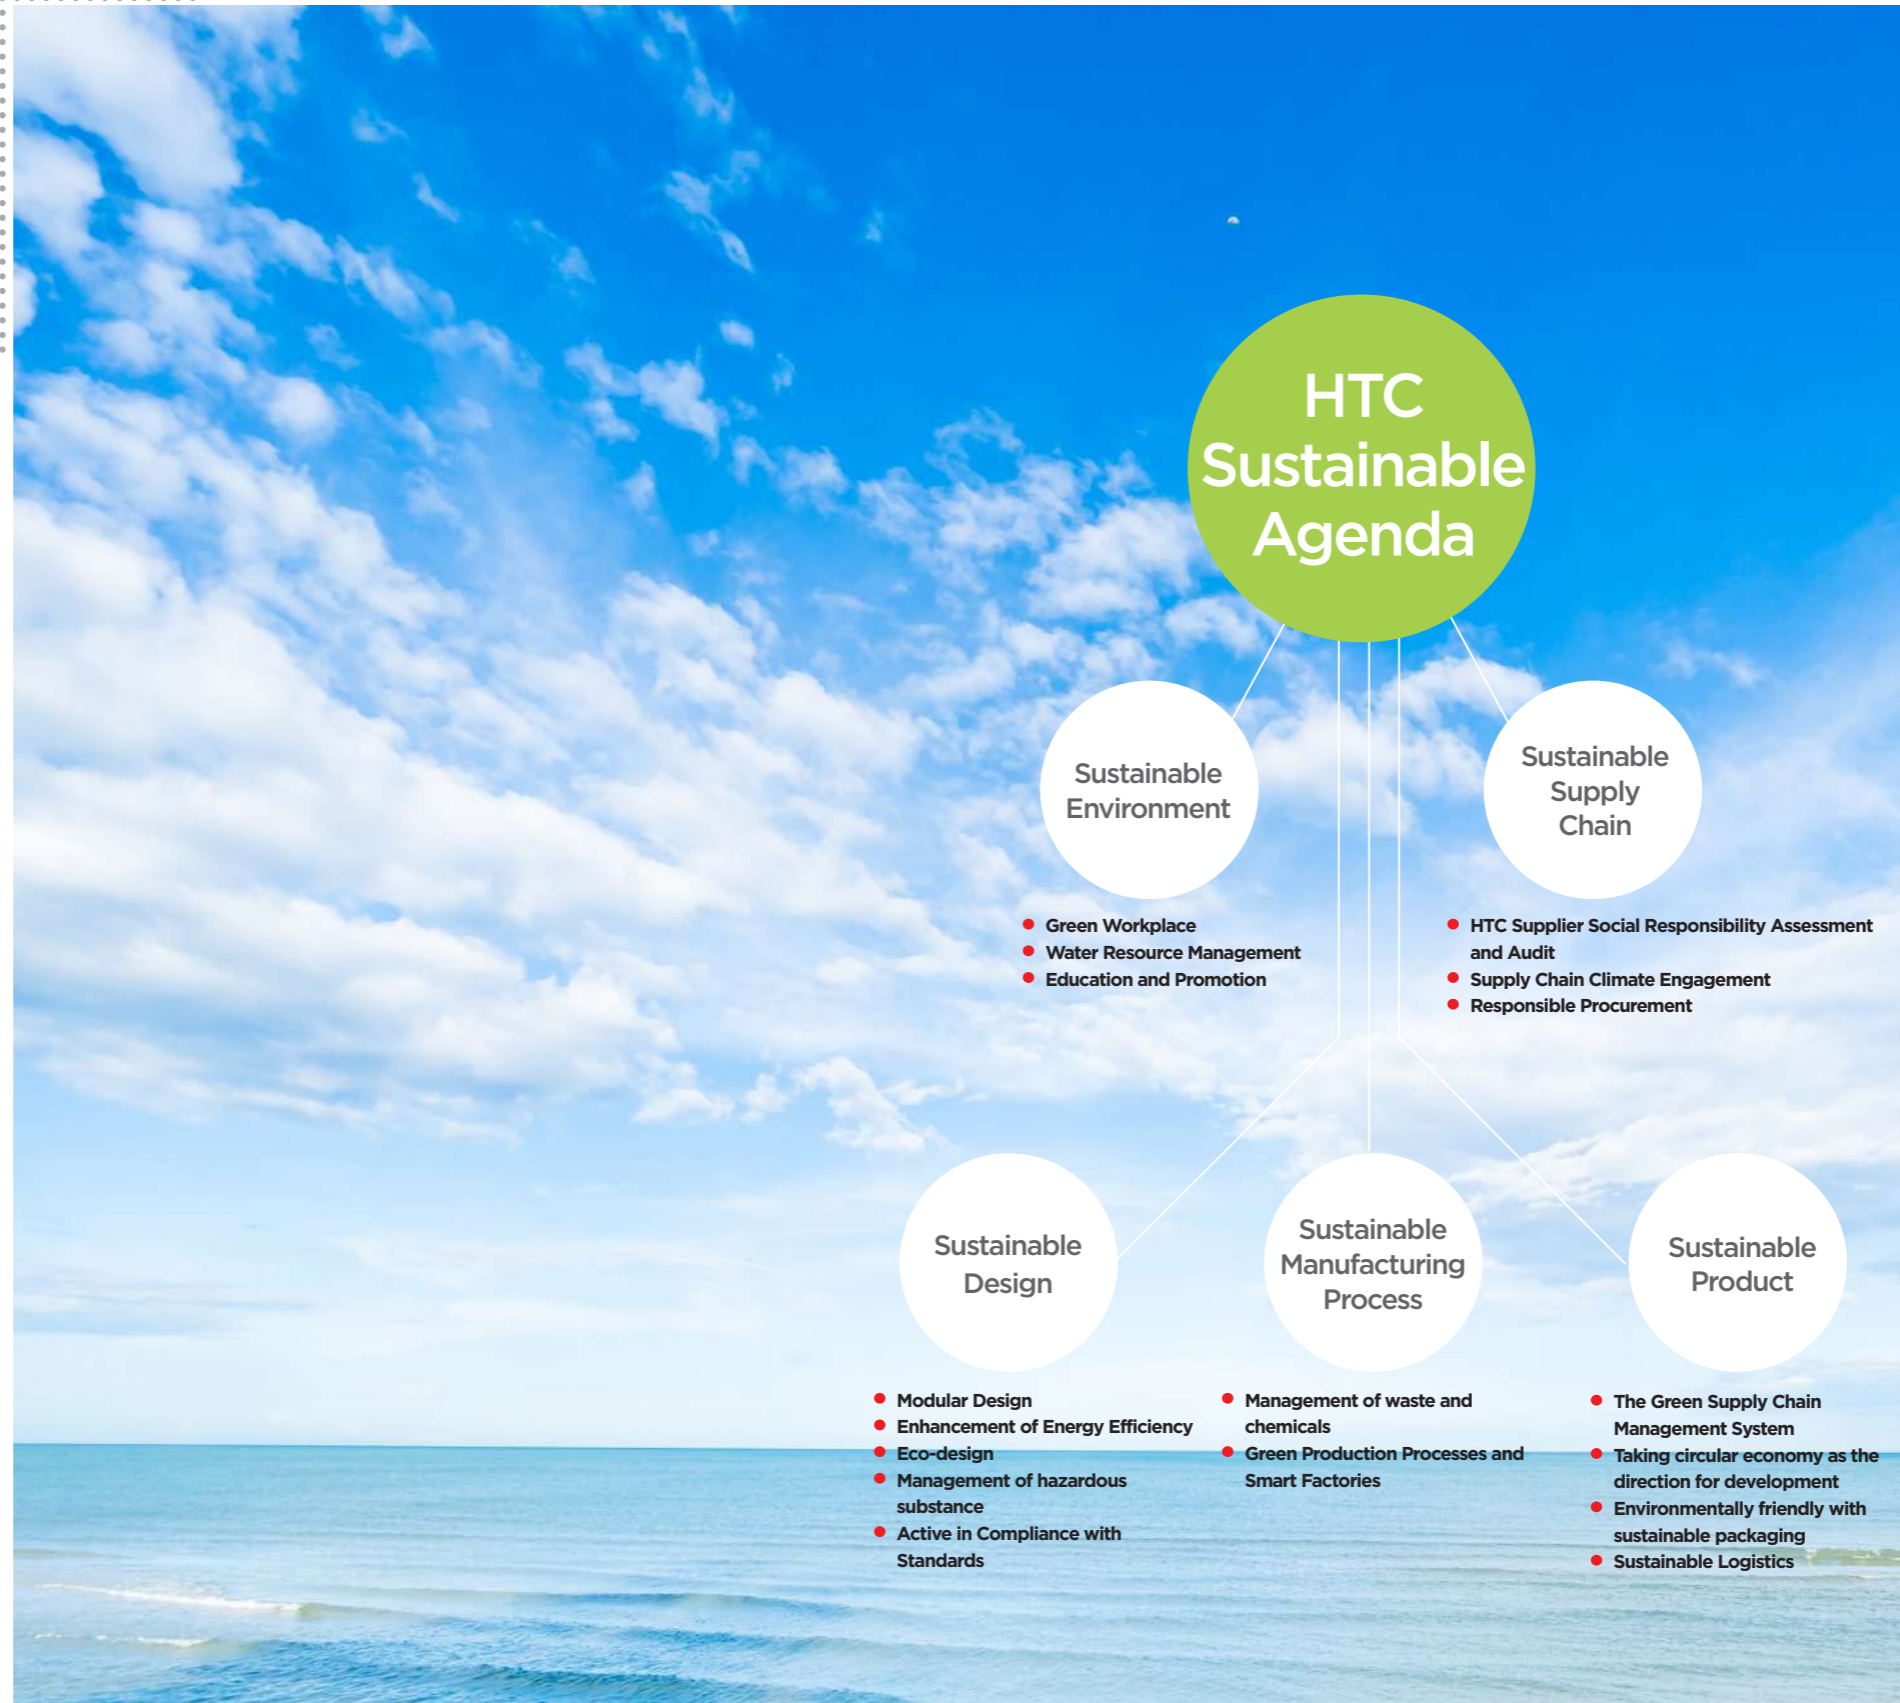 HTC
Sustainable
Agenda
Sustainable
Environment
Green Workplace
Water Resource Management
Education and Promotion
Sustainable
Supply
Chain
HTC Supplier Social Responsibility Assessment
and Audit
Supply Chain Climate Engagement
Responsible Procurement
Sustainable
Design
Modular Design
Enhancement of Energy Efficiency
Eco-design
Management of hazardous
substance
Active in Compliance with
Standards
Sustainable
Manufacturing
Process
Management of waste and
chemicals
Green Production Processes and
Smart Factories
Sustainable
Product
The Green Supply Chain
Management System
Taking circular economy as the
direction for development
Environmentally friendly with
sustainable packaging
Sustainable Logistics